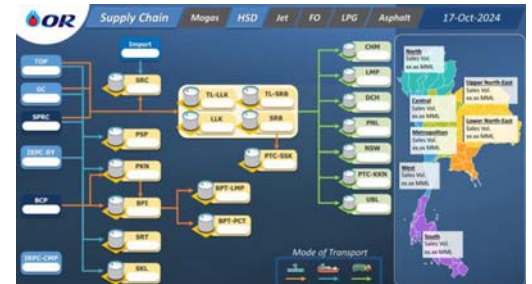 OR
Supply Chain
Mogas
HSD
Jet
FO
LPG
Asphalt
17-Oct-2024
TOP
GC
SPRC
IRPC-RY
BCP
IRPC-CMP
Import
SRC
PSP
PKN
BPI
SRT
SKL
TL-LLK
TL-SRB
LLK
SRB
PTC-SSK
BPT-LMP
BPT-PCT
CHM
LMP
DCH
PNL
NSW
PTC-KKN
UBL
Mode of Transport
North
Sales Vol.
xx.xx MML
Upper North-East
Sales Vol.
xx.xx MML
Central
Sales Vol.
xx.xx MML
Lower North-East
Sales Vol.
xx.xx MML
Metropolitan
Sales Vol.
xx.xx MML
West
Sales Vol.
xx.xx MML
South
Sales Vol.
xx.xx MML